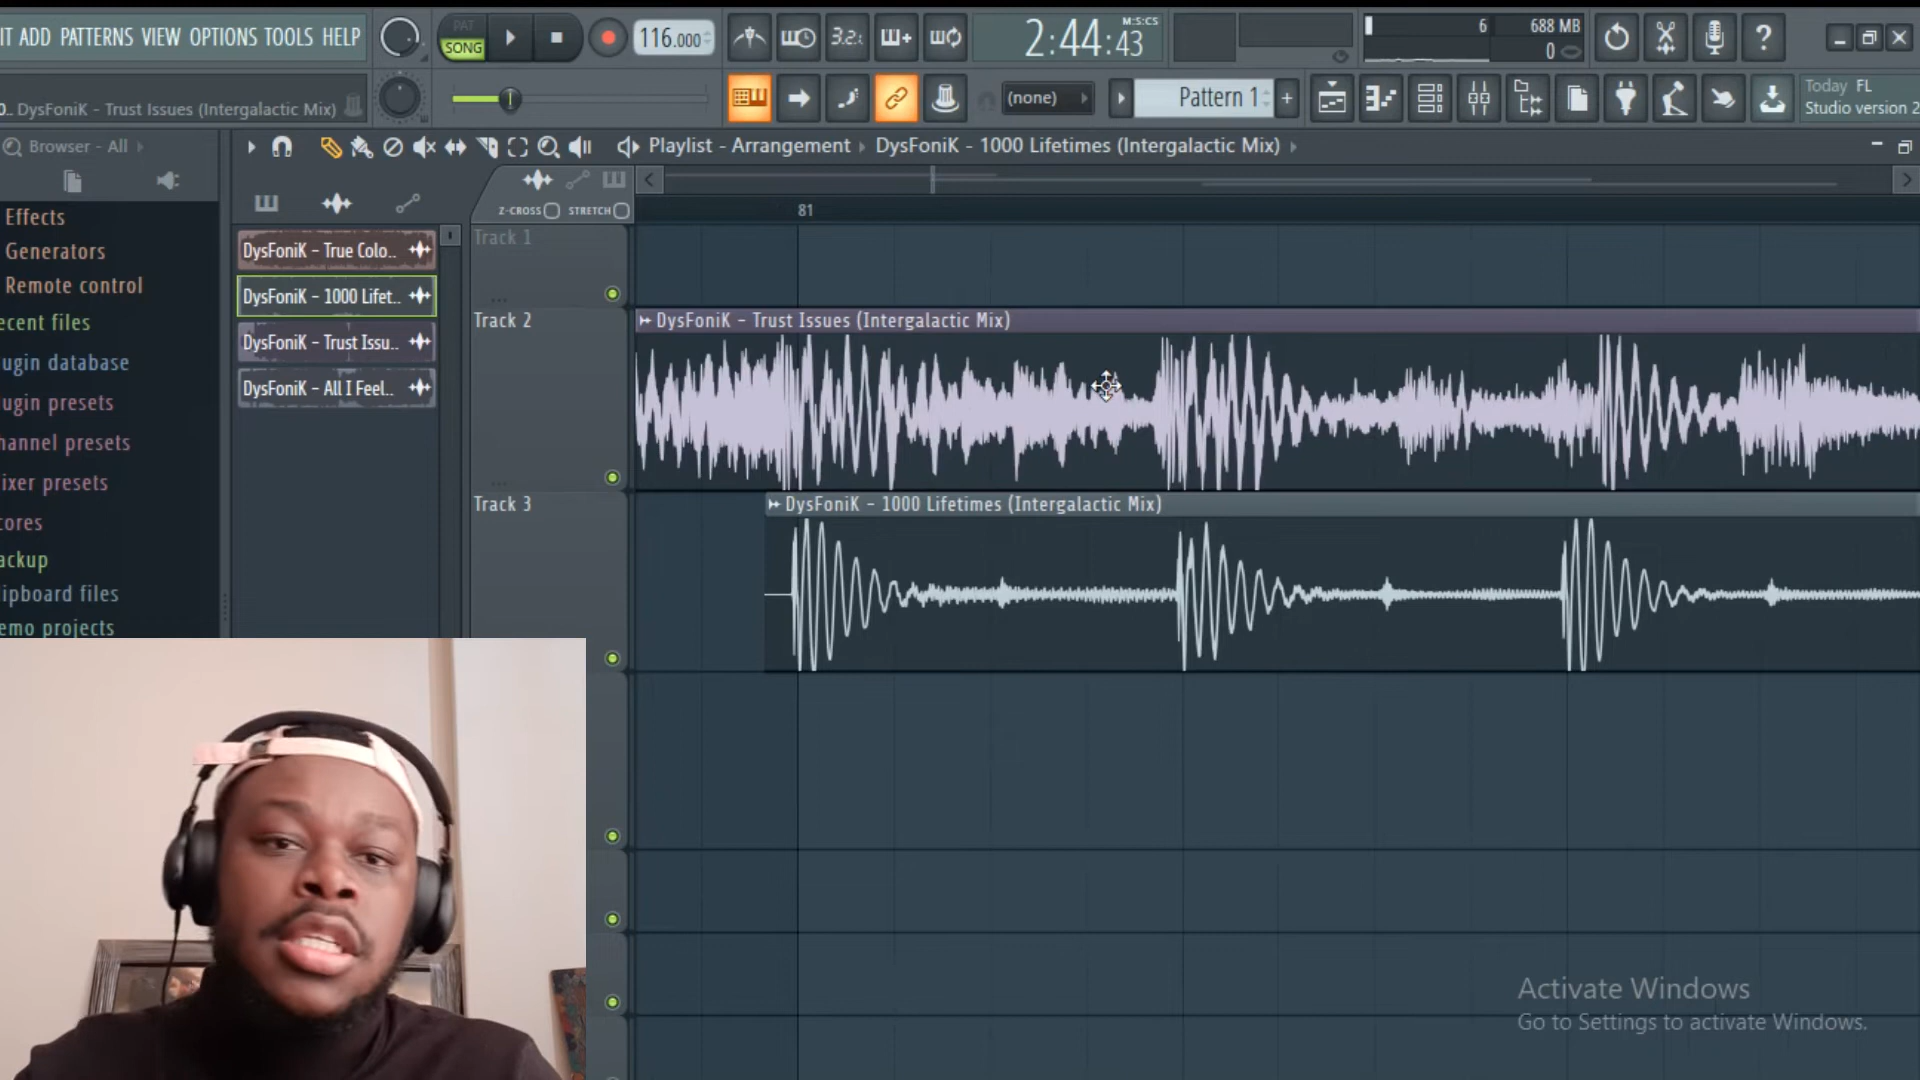 IT ADD PATTERNS VIEW OPTIONS TOOLS HELP
PAT
SONG
116.000
3.2.
2:44:43
M:S:CS
6
688 MB
0
?
0.. DysFoniK - Trust Issues (Intergalactic Mix)
(none)
Pattern 1
+
Today FL
Studio version 2
Browser - All
Playlist - Arrangement
DysFoniK - 1000 Lifetimes (Intergalactic Mix)
Z-CROSS
STRETCH
81
Effects
Generators
Remote control
ecent files
ugin database
ugin presets
hannel presets
ixer presets
cores
ackup
ipboard files
emo projects
DysFoniK - True Colo..
DysFoniK - 1000 Lifet..
DysFoniK - Trust Issu..
DysFoniK - All I Feel..
Track 1
Track 2
DysFoniK - Trust Issues (Intergalactic Mix)
Track 3
DysFoniK - 1000 Lifetimes (Intergalactic Mix)
Activate Windows
Go to Settings to activate Windows.